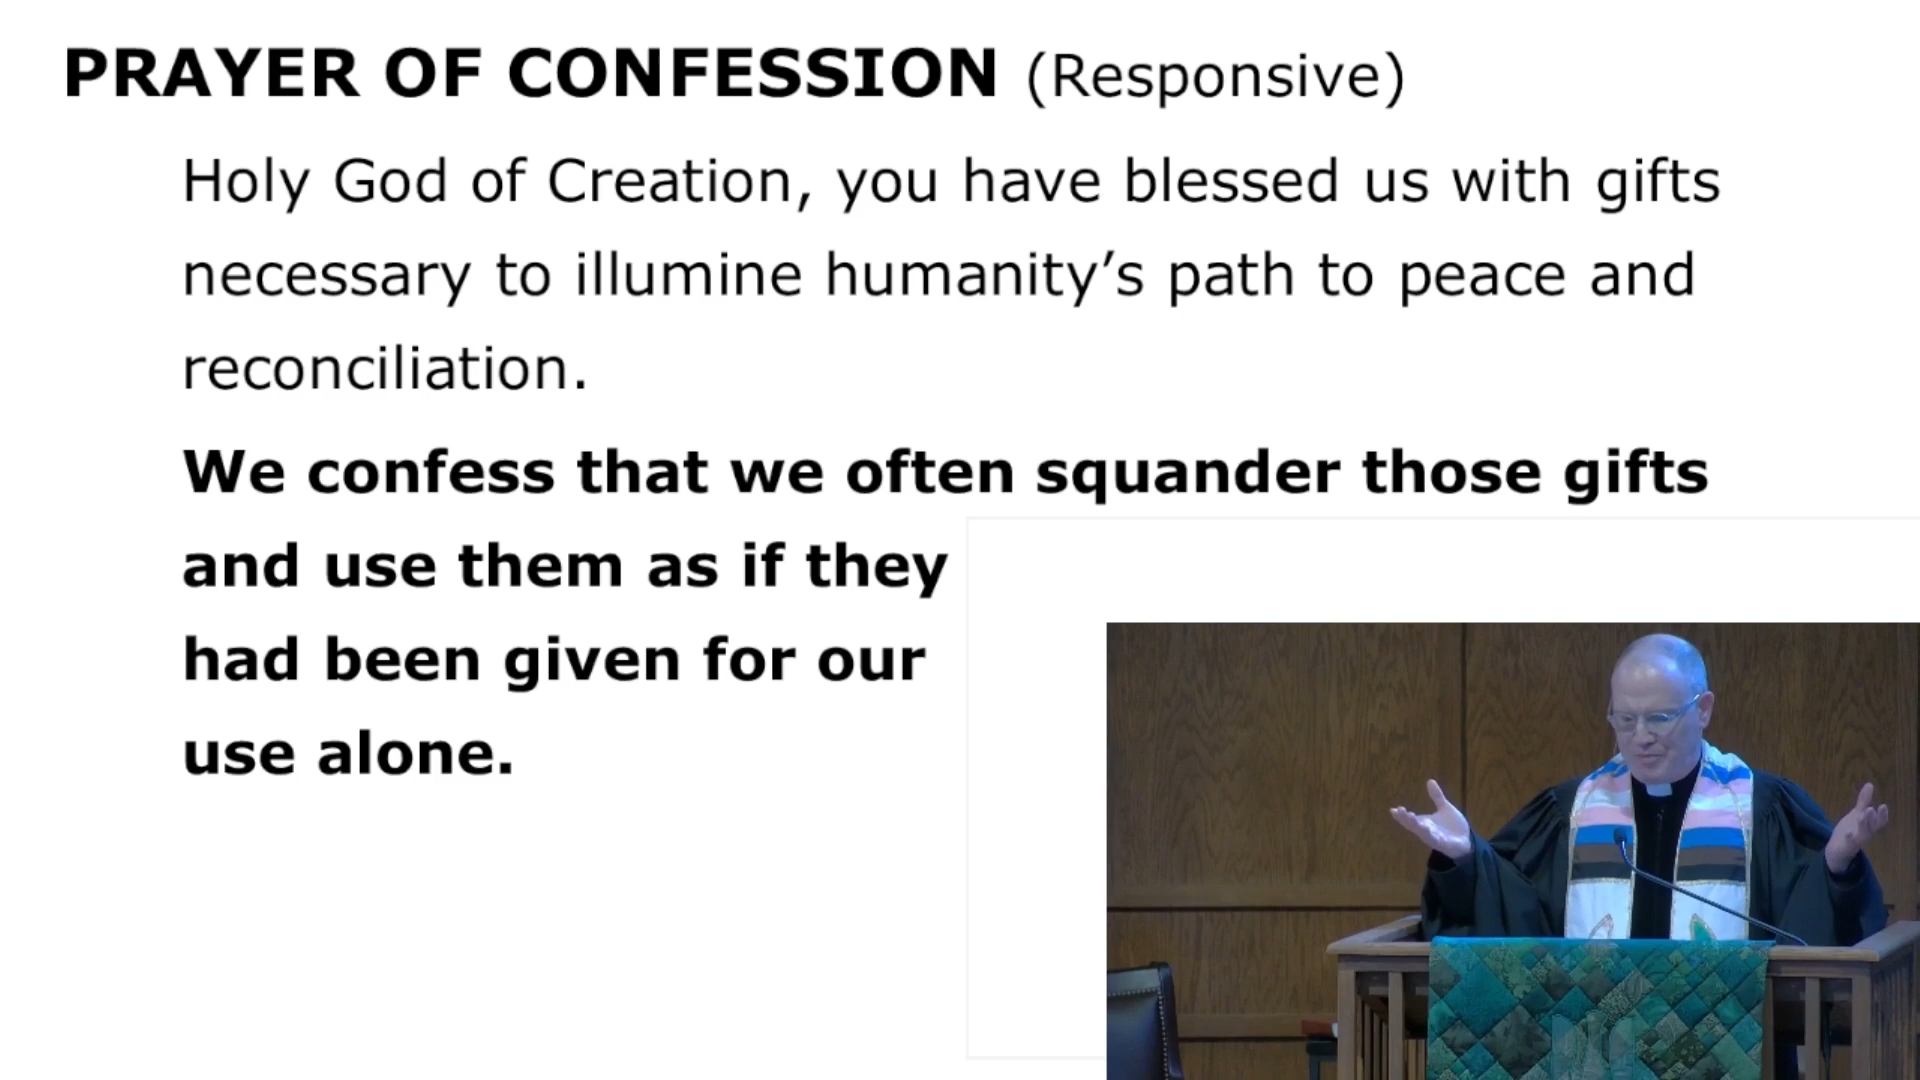 PRAYER OF CONFESSION (Responsive)
Holy God of Creation, you have blessed us with gifts
necessary to illumine humanity’s path to peace and
reconciliation.
We confess that we often squander those gifts
and use them as if they
had been given for our
use alone.